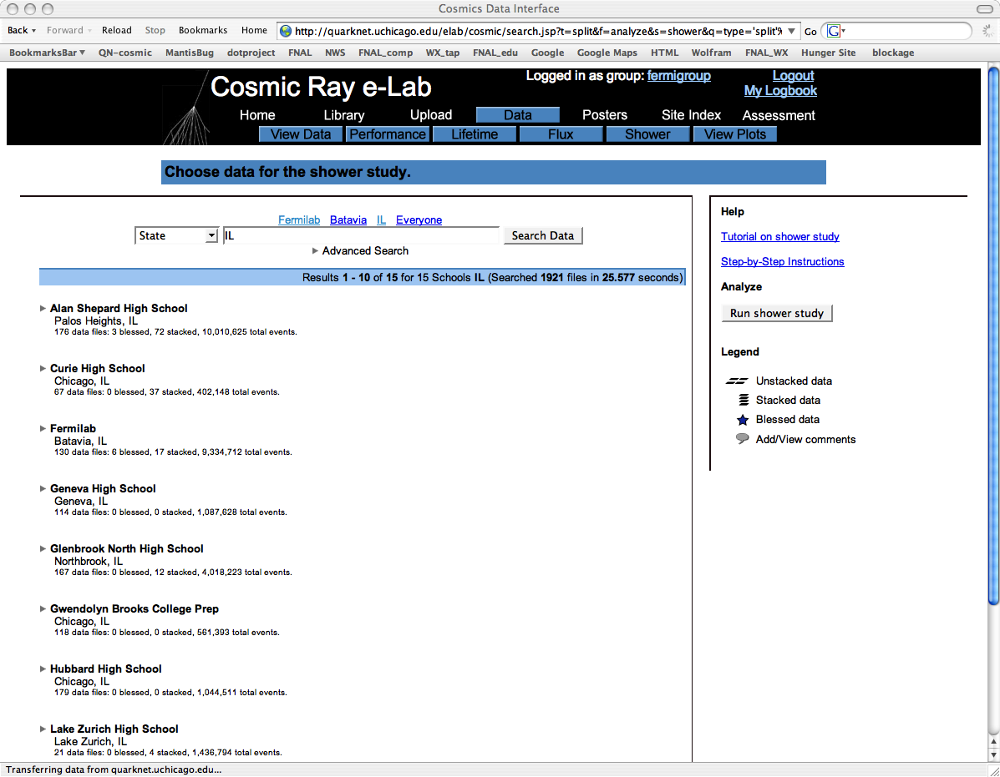 Cosmics Data Interface
Back Forward Reload Stop Bookmarks Home http://quarknet.uchicago.edu/elab/cosmic/search.jsp?t=split&f=analyze&s=shower&q=type='split'% Go G
BookmarksBar QN-cosmic MantisBug dotproject FNAL NWS FNAL_comp WX_tap FNAL_edu Google Google Maps HTML Wolfram FNAL_WX Hunger Site blockage
Logged in as group: fermigroup Logout
Cosmic Ray e-Lab My Logbook
Home Library Upload Data Posters Site Index Assessment
View Data Performance Lifetime Flux Shower View Plots
Choose data for the shower study.
Fermilab Batavia IL Everyone
State IL Search Data
Advanced Search
Results 1 - 10 of 15 for 15 Schools IL (Searched 1921 files in 25.577 seconds)
Alan Shepard High School
Palos Heights, IL
176 data files: 3 blessed, 72 stacked, 10,010,625 total events.
Curie High School
Chicago, IL
67 data files: 0 blessed, 37 stacked, 402,148 total events.
Fermilab
Batavia, IL
130 data files: 6 blessed, 17 stacked, 9,334,712 total events.
Geneva High School
Geneva, IL
114 data files: 0 blessed, 0 stacked, 1,087,628 total events.
Glenbrook North High School
Northbrook, IL
167 data files: 0 blessed, 12 stacked, 4,018,223 total events.
Gwendolyn Brooks College Prep
Chicago, IL
118 data files: 0 blessed, 0 stacked, 561,393 total events.
Hubbard High School
Chicago, IL
179 data files: 0 blessed, 0 stacked, 1,044,511 total events.
Lake Zurich High School
Lake Zurich, IL
21 data files: 0 blessed, 4 stacked, 1,436,794 total events.
Help
Tutorial on shower study
Step-by-Step Instructions
Analyze
Run shower study
Legend
Unstacked data
Stacked data
Blessed data
Add/View comments
Transferring data from quarknet.uchicago.edu...